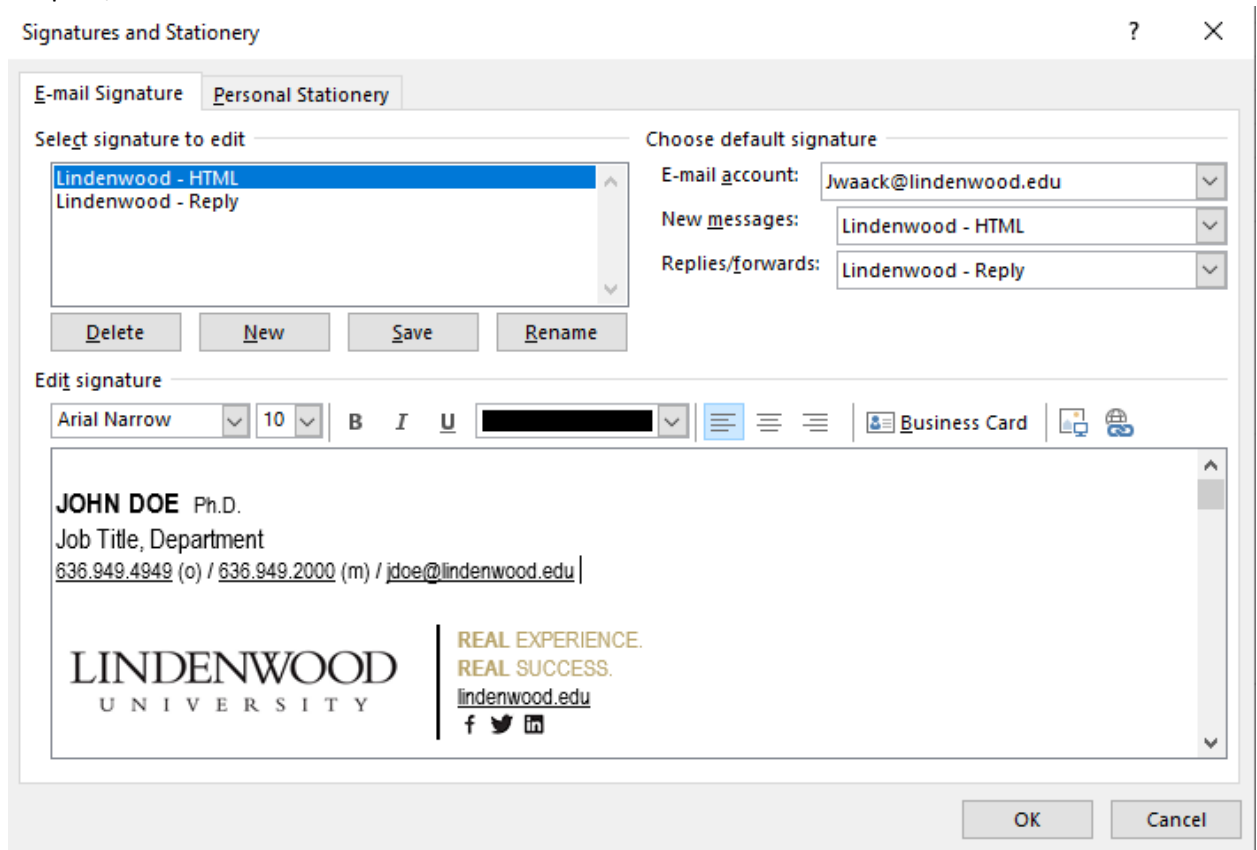 Signatures and Stationery
?
E-mail Signature
Personal Stationery
Select signature to edit
Lindenwood - HTML
Lindenwood - Reply
Delete
New
Save
Rename
Choose default signature
E-mail account: Jwaack@lindenwood.edu
New messages: Lindenwood - HTML
Replies/forwards: Lindenwood - Reply
Edit signature
Arial Narrow 10 B I U Business Card
JOHN DOE Ph.D.
Job Title, Department
636.949.4949 (o) / 636.949.2000 (m) / jdoe@lindenwood.edu
LINDENWOOD
UNIVERSITY
REAL EXPERIENCE.
REAL SUCCESS.
lindenwood.edu
f in
OK
Cancel